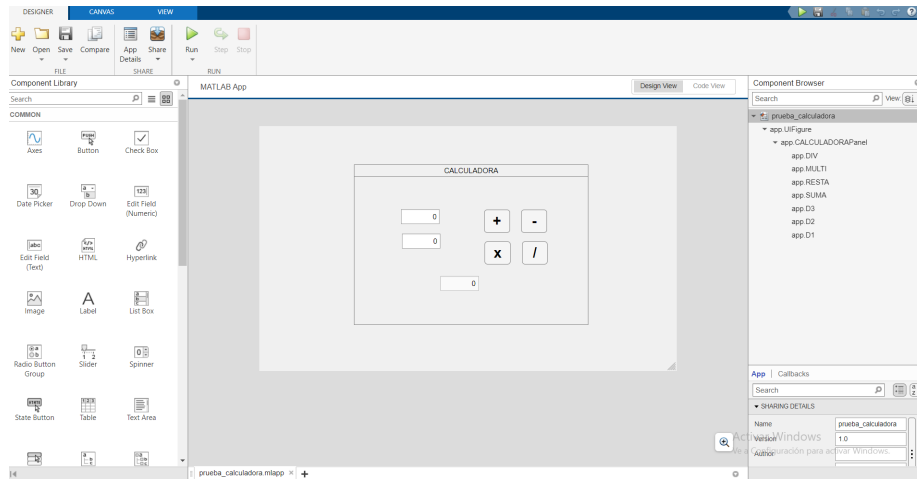 DESIGNER CANVAS VIEW
New Open Save Compare App Details Share Run Step Stop
FILE SHARE RUN
Component Library
Search
COMMON
Axes Button Check Box
Date Picker Drop Down Edit Field (Numeric)
Edit Field (Text) HTML Hyperlink
Image Label List Box
Radio Button Group Slider Spinner
State Button Table Text Area
MATLAB App
Design View Code View
CALCULADORA
0
+ -
0
x /
0
prueba_calculadora.mlapp × +
Component Browser
Search View:
prueba_calculadora
app.UIFigure
app.CALCULADORAPanel
app.DIV
app.MULTI
app.RESTA
app.SUMA
app.D3
app.D2
app.D1
App | Callbacks
Search
SHARING DETAILS
Name prueba_calculadora
Version 1.0
Author
Activar Windows
Ve a Configuración para activar Windows.